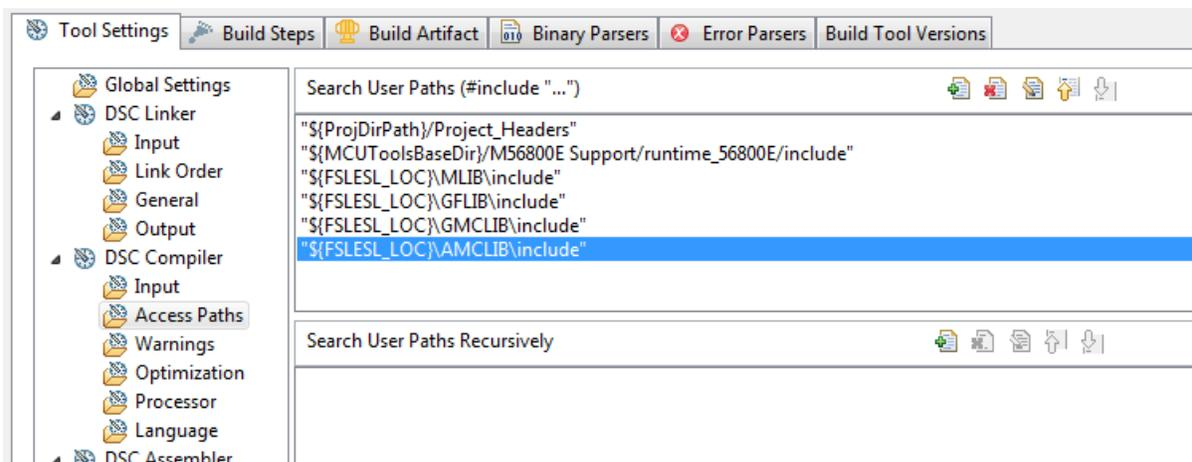 Tool Settings Build Steps Build Artifact Binary Parsers Error Parsers Build Tool Versions
Global Settings
DSC Linker
Input
Link Order
General
Output
DSC Compiler
Input
Access Paths
Warnings
Optimization
Processor
Language
DSC Assembler
Search User Paths (#include "...")
"${ProjDirPath}/Project_Headers"
"${MCUToolsBaseDir}/M56800E Support/runtime_56800E/include"
"${FSLESL_LOC}\MLIB\include"
"${FSLESL_LOC}\GFLIB\include"
"${FSLESL_LOC}\GMCLIB\include"
"${FSLESL_LOC}\AMCLIB\include"
Search User Paths Recursively